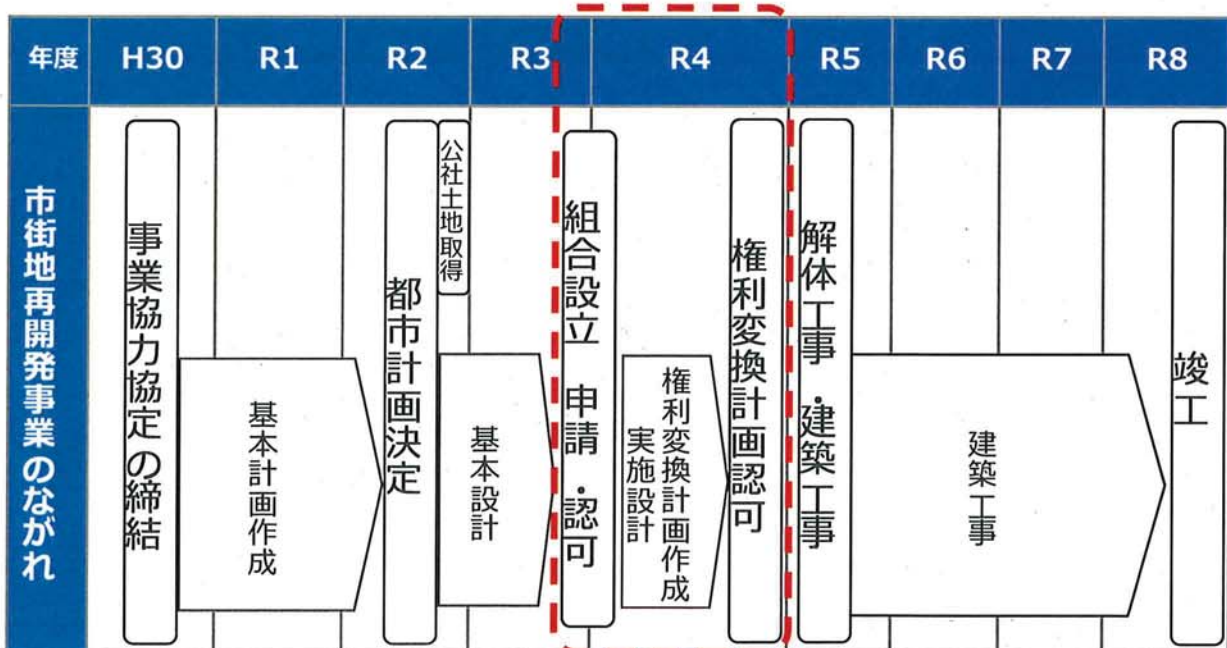 年度
H30
R1
R2
R3
R4
R5
R6
R7
R8
市街地再開発事業のながれ
事業協力協定の締結
基本計画作成
都市計画決定
公社土地取得
基本設計
組合設立 申請・認可
権利変換計画作成
実施設計
権利変換計画認可
解体工事・建築工事
建築工事
竣工